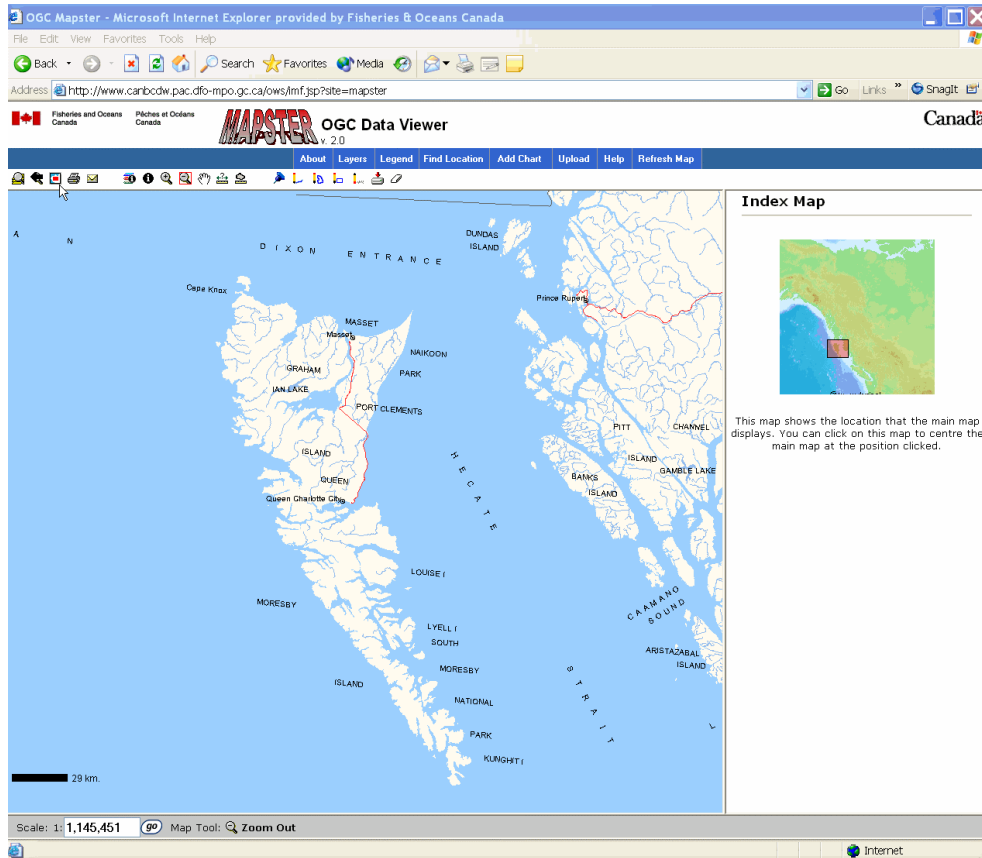 OGC Mapster - Microsoft Internet Explorer provided by Fisheries & Oceans Canada
File Edit View Favorites Tools Help
Back Search Favorites Media
Address http://www.canbcdw.pac.dfo-mpo.gc.ca/ows/imf.jsp?site=mapster Go Links » SnagIt
Fisheries and Oceans Canada Pêches et Océans Canada MAPSTER v. 2.0 OGC Data Viewer Canada
About Layers Legend Find Location Add Chart Upload Help Refresh Map
Index Map
A N
DIXON ENTRANCE
DUNDAS
ISLAND
Cape Knox
Prince Rupert
MASSET
Masset
NAIKOON
PARK
GRAHAM
IAN LAKE
PORT CLEMENTS
ISLAND
QUEEN
Queen Charlotte City
PITT
CHANNEL
ISLAND
GAMBLE LAKE
BANKS
ISLAND
HECATE
LOUISE I
MORESBY
CAAMANO
SOUND
LYELL I
SOUTH
MORESBY
ARISTAZABAL
ISLAND
ISLAND
NATIONAL
STRAIT
PARK
KUNGHIT I
L
29 km.
This map shows the location that the main map
displays. You can click on this map to centre the
main map at the position clicked.
Scale: 1: 1,145,451 go Map Tool: Zoom Out
Internet